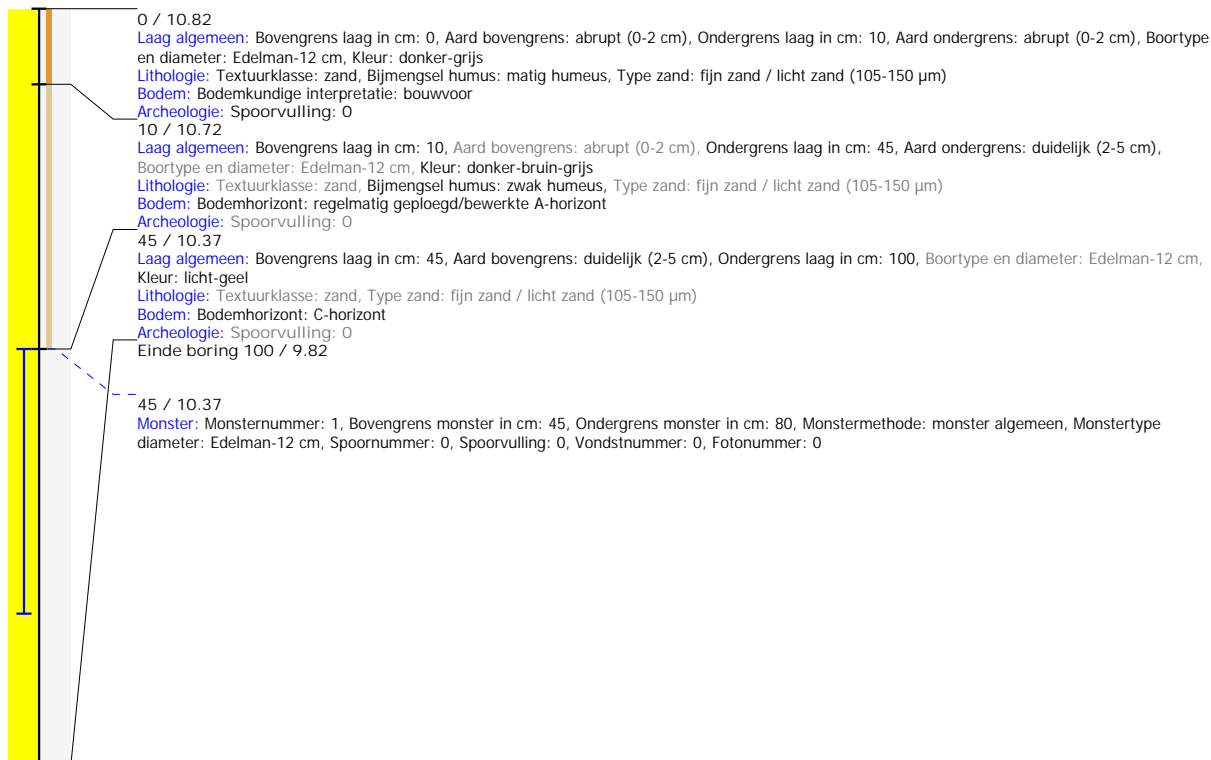 0 / 10.82
Laag algemeen: Bovengrens laag in cm: 0, Aard bovengrens: abrupt (0-2 cm), Ondergrens laag in cm: 10, Aard ondergrens: abrupt (0-2 cm), Boortype
en diameter: Edelman-12 cm, Kleur: donker-grijs
Lithologie: Textuurklasse: zand, Bijmengsel humus: matig humeus, Type zand: fijn zand / licht zand (105-150 µm)
Bodem: Bodemkundige interpretatie: bouwvoor
Archeologie: Spoorvulling: 0
10 / 10.72
Laag algemeen: Bovengrens laag in cm: 10, Aard bovengrens: abrupt (0-2 cm), Ondergrens laag in cm: 45, Aard ondergrens: duidelijk (2-5 cm),
Boortype en diameter: Edelman-12 cm, Kleur: donker-bruin-grijs
Lithologie: Textuurklasse: zand, Bijmengsel humus: zwak humeus, Type zand: fijn zand / licht zand (105-150 µm)
Bodem: Bodemhorizont: regelmatig geploegd/bewerkte A-horizont
Archeologie: Spoorvulling: 0
45 / 10.37
Laag algemeen: Bovengrens laag in cm: 45, Aard bovengrens: duidelijk (2-5 cm), Ondergrens laag in cm: 100, Boortype en diameter: Edelman-12 cm,
Kleur: licht-geel
Lithologie: Textuurklasse: zand, Type zand: fijn zand / licht zand (105-150 µm)
Bodem: Bodemhorizont: C-horizont
Archeologie: Spoorvulling: 0
Einde boring 100 / 9.82
45 / 10.37
Monster: Monsternummer: 1, Bovengrens monster in cm: 45, Ondergrens monster in cm: 80, Monstermethode: monster algemeen, Monstertype
diameter: Edelman-12 cm, Spoornummer: 0, Spoorvulling: 0, Vondstnummer: 0, Fotonummer: 0